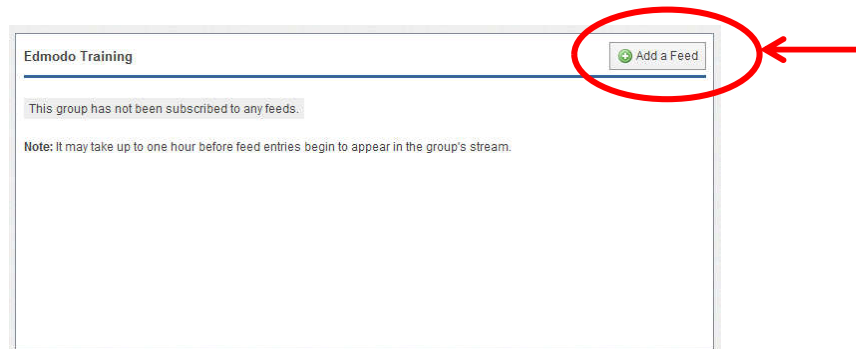 Edmodo Training
Add a Feed
This group has not been subscribed to any feeds.
Note: It may take up to one hour before feed entries begin to appear in the group's stream.